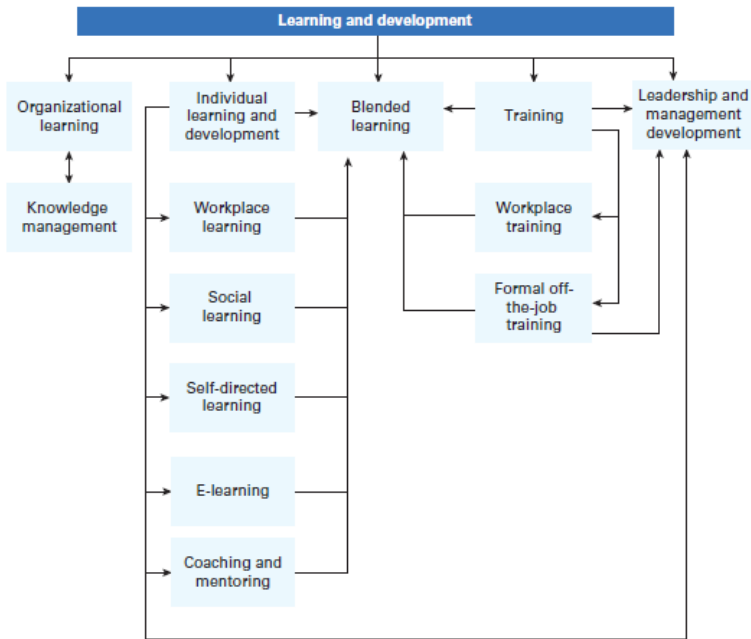 Learning and development
Organizational
learning
Individual
learning and
development
Blended
learning
Training
Leadership and
management
development
Knowledge
management
Workplace
learning
Workplace
training
Social
learning
Formal off-
the-job
training
Self-directed
learning
E-learning
Coaching and
mentoring